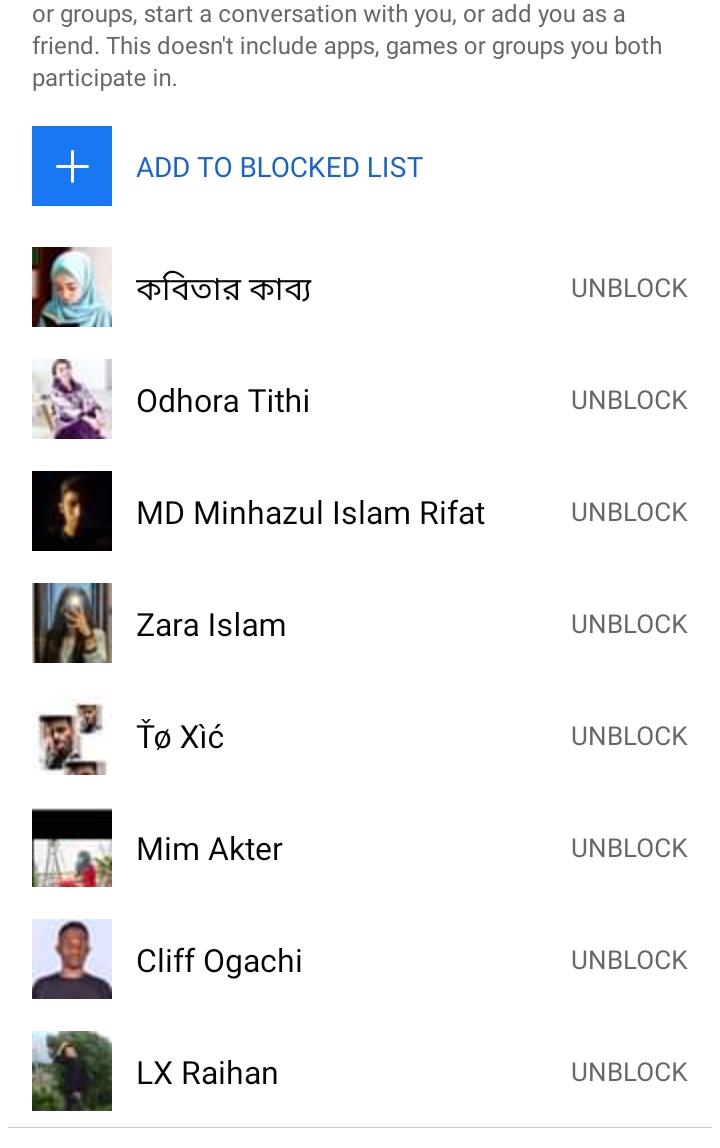 or groups, start a conversation with you, or add you as a
friend. This doesn't include apps, games or groups you both
participate in.
ADD TO BLOCKED LIST
কবিতার কাব্য UNBLOCK
Odhora Tithi UNBLOCK
MD Minhazul Islam Rifat UNBLOCK
Zara Islam UNBLOCK
Ťø Xìć UNBLOCK
Mim Akter UNBLOCK
Cliff Ogachi UNBLOCK
LX Raihan UNBLOCK